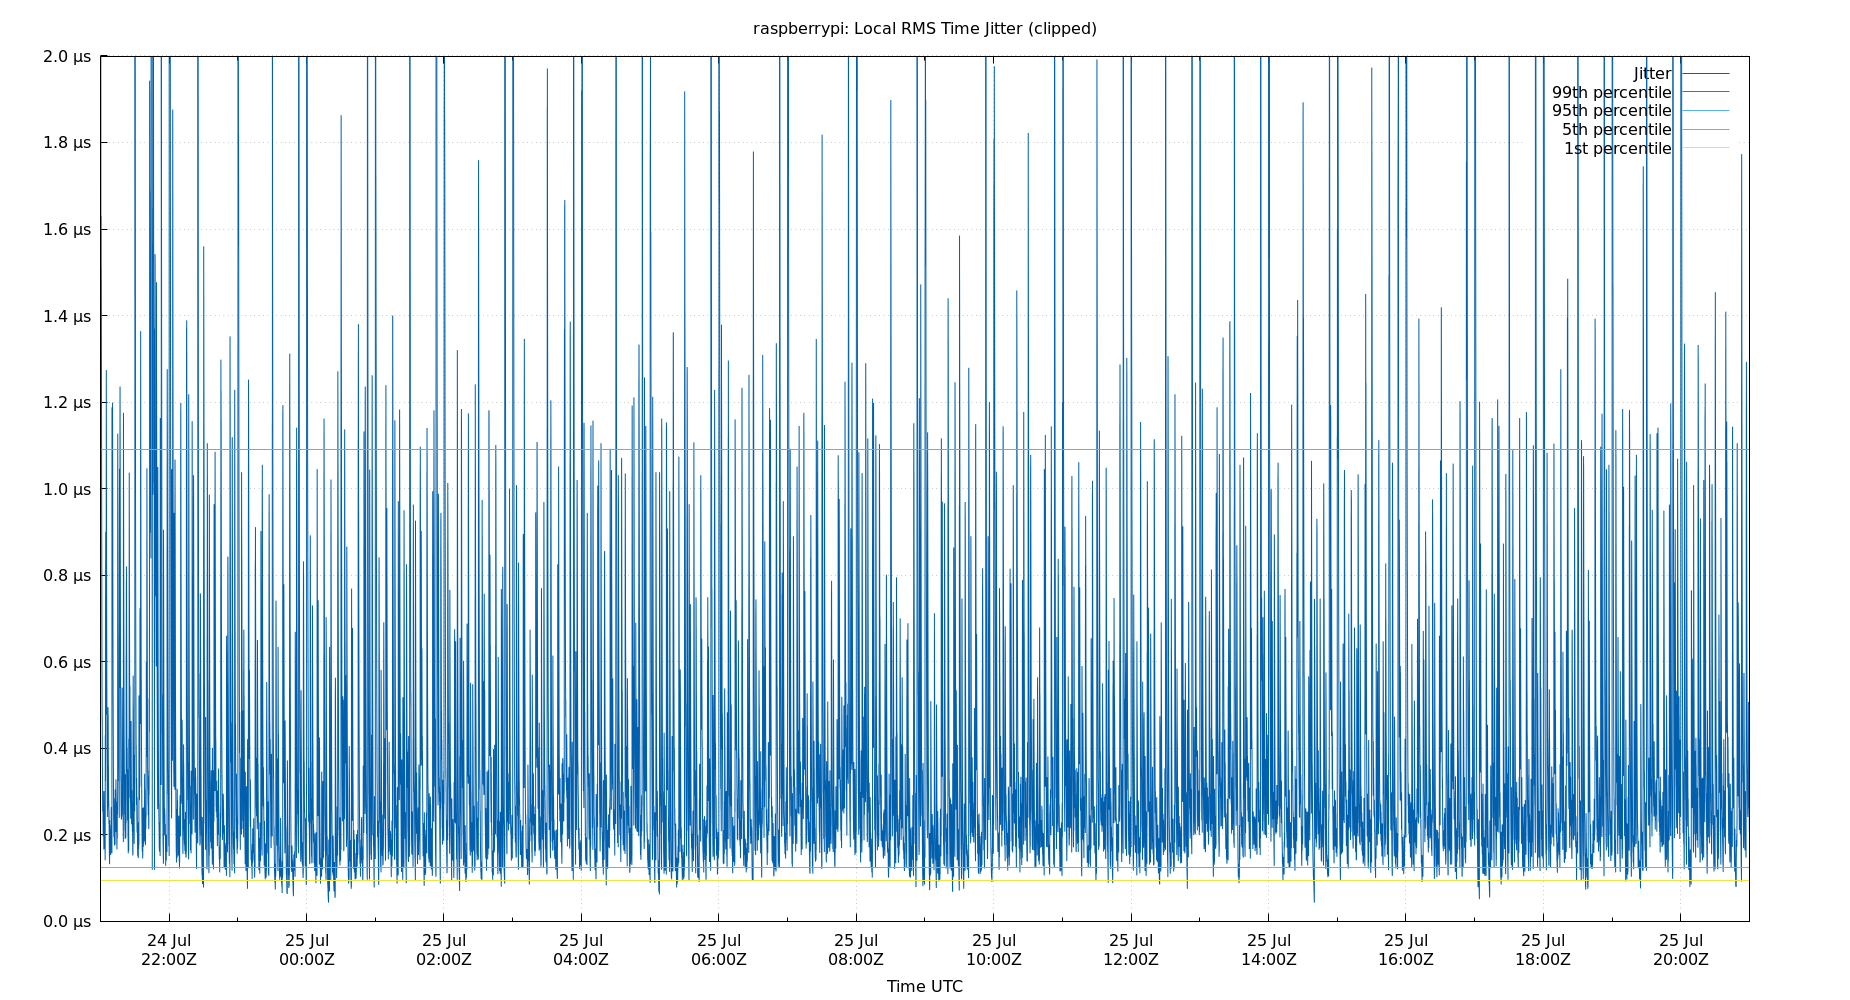 raspberrypi: Local RMS Time Jitter (clipped)
2.0 µs
1.8 µs
1.6 µs
1.4 µs
1.2 µs
1.0 µs
0.8 µs
0.6 µs
0.4 µs
0.2 µs
0.0 µs
Jitter
99th percentile
95th percentile
5th percentile
1st percentile
24 Jul 25 Jul 25 Jul 25 Jul 25 Jul 25 Jul 25 Jul 25 Jul 25 Jul 25 Jul 25 Jul 25 Jul
22:00Z 00:00Z 02:00Z 04:00Z 06:00Z 08:00Z 10:00Z 12:00Z 14:00Z 16:00Z 18:00Z 20:00Z
Time UTC